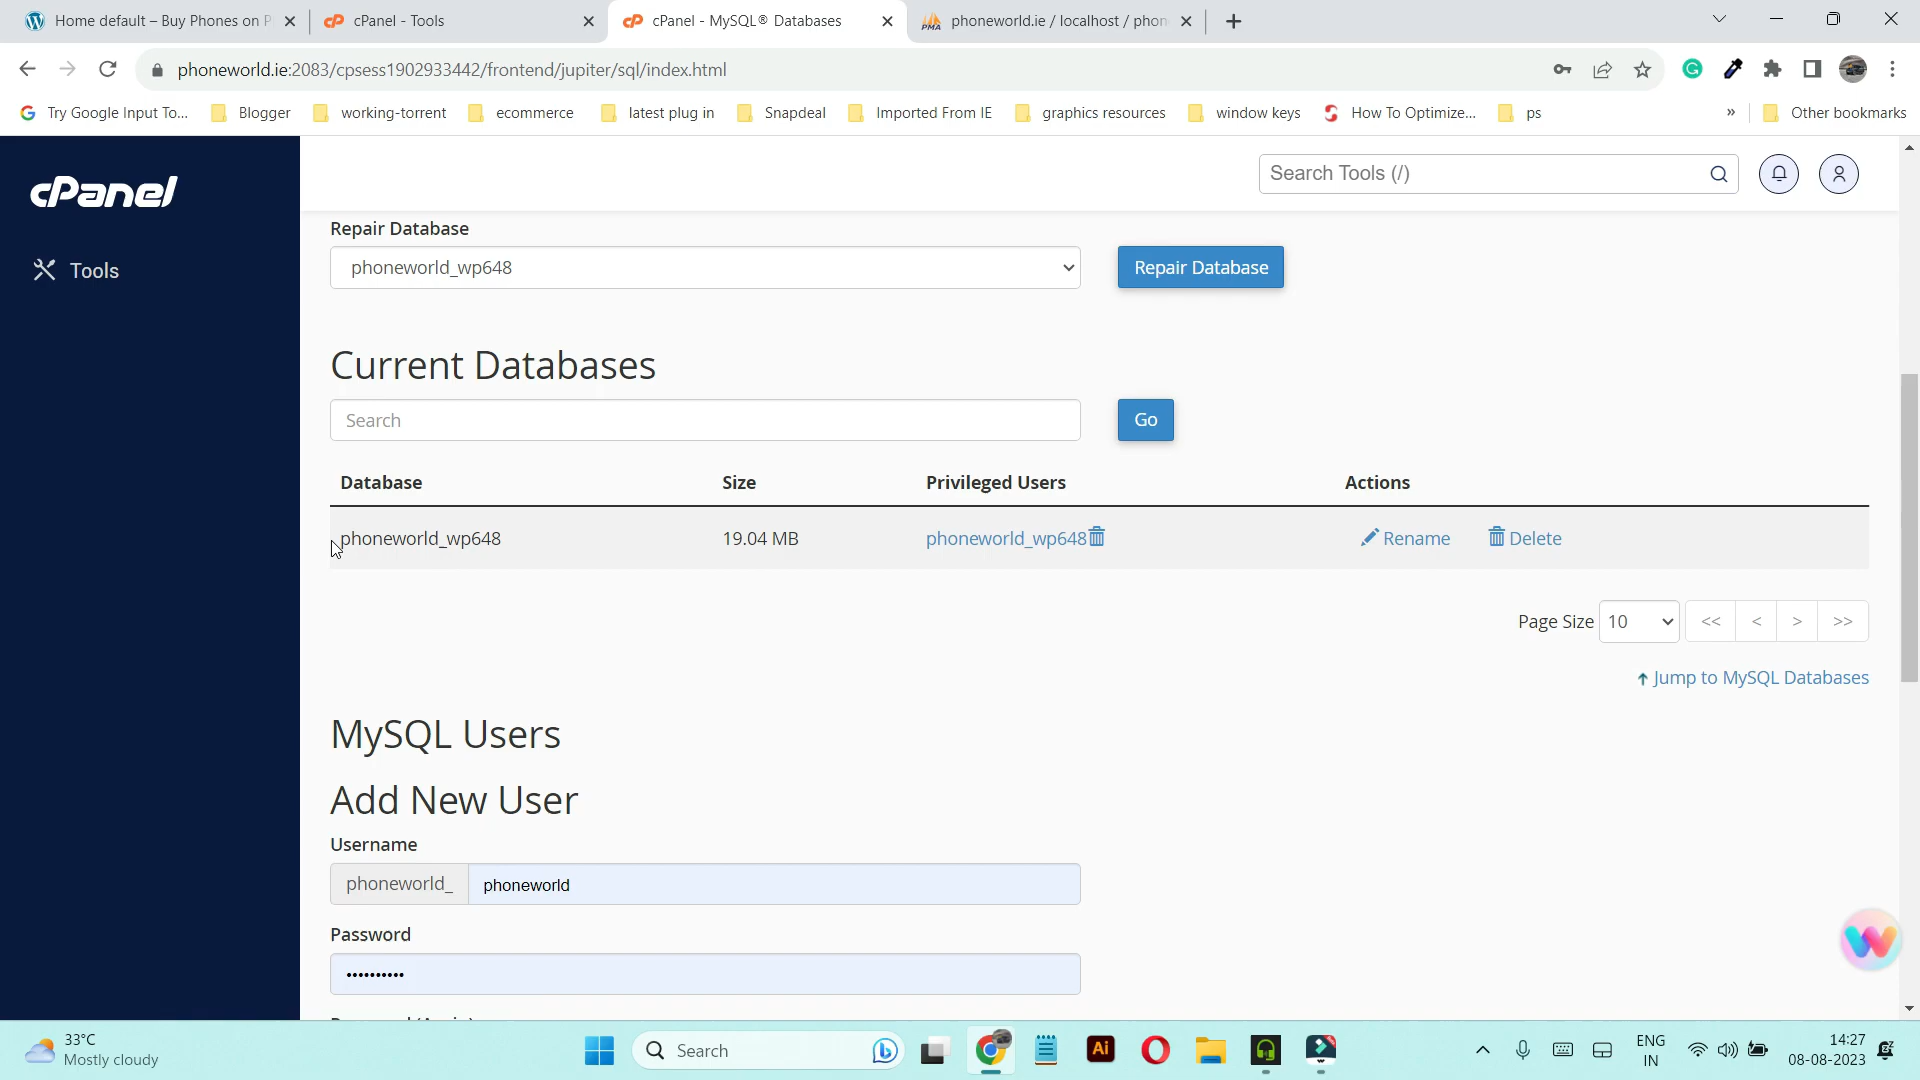 Home default – Buy Phones on P
cPanel - Tools
cPanel - MySQL® Databases
PMA
phoneworld.ie / localhost / phon
phoneworld.ie:2083/cpsess1902933442/frontend/jupiter/sql/index.html
Try Google Input To...
Blogger
working-torrent
ecommerce
latest plug in
Snapdeal
Imported From IE
graphics resources
window keys
How To Optimize...
ps
»
Other bookmarks
cPanel
Tools
Search Tools (/)
Repair Database
phoneworld_wp648
Repair Database
Current Databases
Search
Go
Database Size Privileged Users Actions
phoneworld_wp648 19.04 MB phoneworld_wp648 Rename Delete
Page Size 10 << < > >>
Jump to MySQL Databases
MySQL Users
Add New User
Username
phoneworld_ phoneworld
Password
••••••••••
33°C
Mostly cloudy
Search
Ai
ENG
IN
14:27
08-08-2023